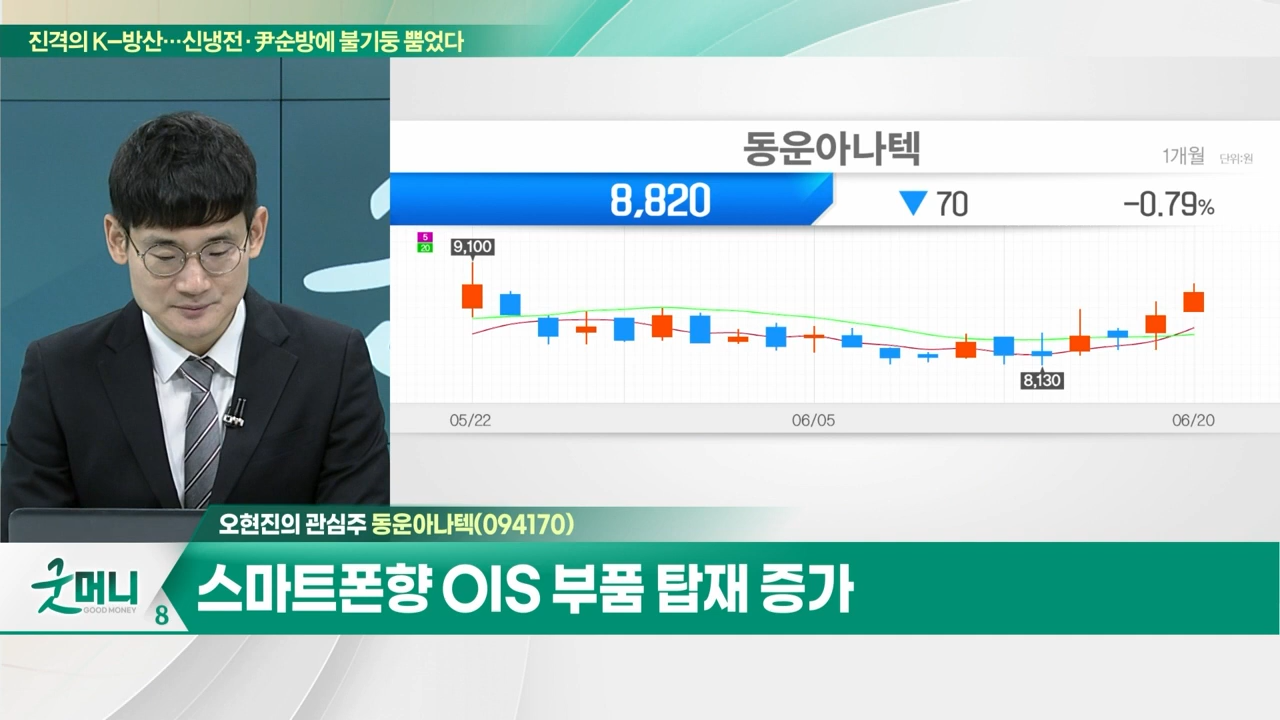 진격의 K-방산…신냉전·尹순방에 불기둥 뿜었다
동운아나텍
1개월 단위:원
8,820 ▼ 70 -0.79%
5
20
9,100
8,130
05/22 06/05 06/20
오현진의 관심주 동운아나텍(094170)
굿머니
GOOD MONEY
8
스마트폰향 OIS 부품 탑재 증가